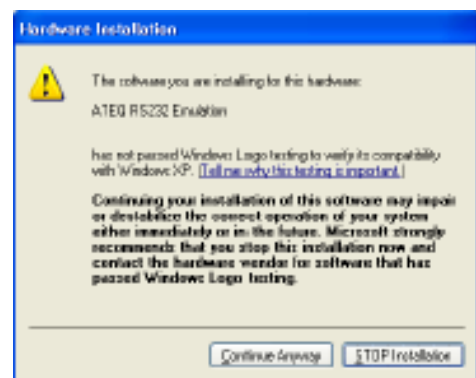 Hardware Installation
The software you are installing for this hardware:
ATEQ RS232 Emulation
has not passed Windows Logo testing to verify its compatibility
with Windows XP. (Tell me why this testing is important.)
Continuing your installation of this software may impair
or destabilize the correct operation of your system
either immediately or in the future. Microsoft strongly
recommends that you stop this installation now and
contact the hardware vendor for software that has
passed Windows Logo testing.
Continue Anyway
STOP Installation